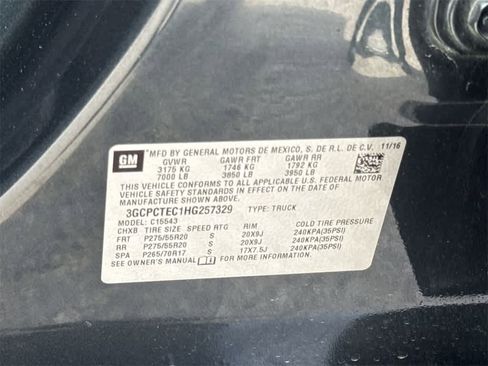 GM *MFD BY GENERAL MOTORS DE MEXICO, S. DE R.L. DE C.V. 11/16
GVWR GAWR FRT GAWR RR
3175 KG 1746 KG 1792 KG
7000 LB 3850 LB 3950 LB
THIS VEHICLE CONFORMS TO ALL APPLICABLE U.S. FEDERAL MOTOR
VEHICLE SAFETY AND THEFT PREVENTION STANDARDS IN EFFECT ON THE
DATE OF MANUFACTURE SHOWN ABOVE.
3GCPCTEC1HG257329 TYPE: TRUCK
MODEL: C15543
CHXB TIRE SIZE SPEED RTG RIM COLD TIRE PRESSURE
FRT P275/55R20 S 20X9J 240KPA(35PSI)
RR P275/55R20 S 20X9J 240KPA(35PSI)
SPA P265/70R17 S 17X7.5J 240KPA(35PSI)
SEE OWNER'S MANUAL FOR ADDITIONAL INFORMATION.